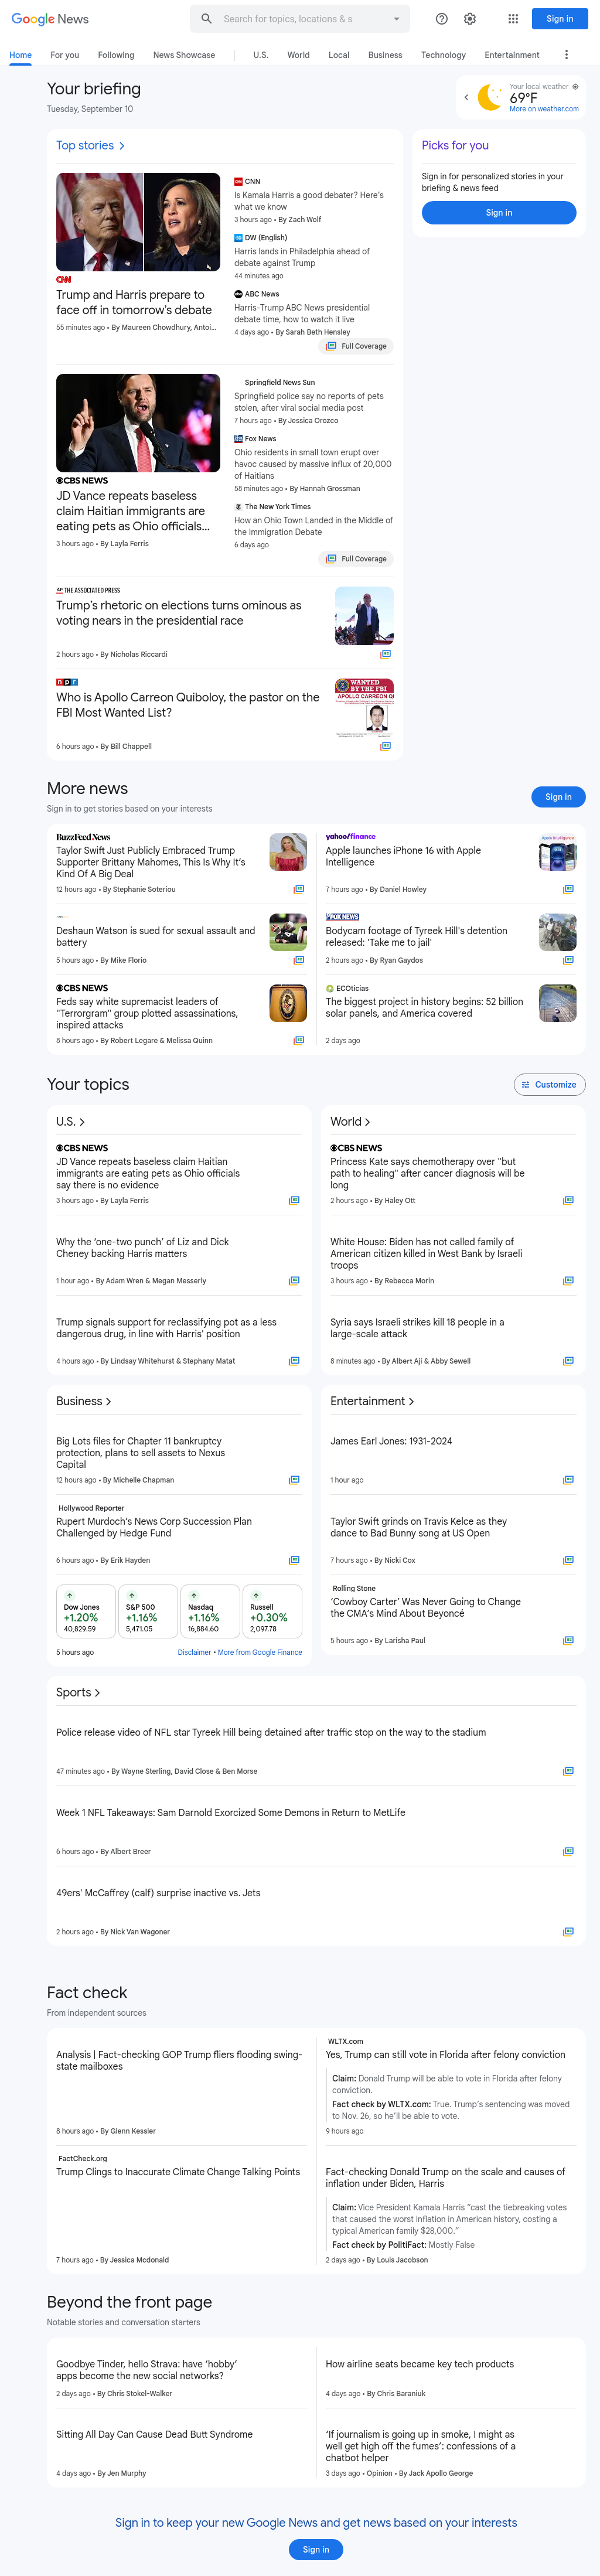 Google News
Search for topics, locations & s
Sign in
Home
For you
Following
News Showcase
U.S.
World
Local
Business
Technology
Entertainment
Your briefing
Tuesday, September 10
Your local weather
69°F
More on weather.com
Top stories
CNN
Trump and Harris prepare to
face off in tomorrow's debate
55 minutes ago • By Maureen Chowdhury, Antoi...
CNN
Is Kamala Harris a good debater? Here's
what we know
3 hours ago • By Zach Wolf
DW (English)
Harris lands in Philadelphia ahead of
debate against Trump
44 minutes ago
ABC News
Harris-Trump ABC News presidential
debate time, how to watch it live
4 days ago • By Sarah Beth Hensley
Full Coverage
CBS NEWS
JD Vance repeats baseless
claim Haitian immigrants are
eating pets as Ohio officials...
3 hours ago • By Layla Ferris
Springfield News Sun
Springfield police say no reports of pets
stolen, after viral social media post
7 hours ago • By Jessica Orozco
Fox News
Ohio residents in small town erupt over
havoc caused by massive influx of 20,000
of Haitians
58 minutes ago • By Hannah Grossman
The New York Times
How an Ohio Town Landed in the Middle of
the Immigration Debate
6 days ago
Full Coverage
AP THE ASSOCIATED PRESS
Trump's rhetoric on elections turns ominous as
voting nears in the presidential race
2 hours ago • By Nicholas Riccardi
npr
Who is Apollo Carreon Quiboloy, the pastor on the
FBI Most Wanted List?
6 hours ago • By Bill Chappell
WANTED
BY THE FBI
APOLLO CARREON QU
Picks for you
Sign in for personalized stories in your
briefing & news feed
Sign in
More news
Sign in to get stories based on your interests
Sign in
BuzzFeed News
Taylor Swift Just Publicly Embraced Trump
Supporter Brittany Mahomes, This Is Why It's
Kind Of A Big Deal
12 hours ago • By Stephanie Soteriou
yahoo!finance
Apple launches iPhone 16 with Apple
Intelligence
7 hours ago • By Daniel Howley
Apple Intelligence
Deshaun Watson is sued for sexual assault and
battery
5 hours ago • By Mike Florio
FOX NEWS
Bodycam footage of Tyreek Hill's detention
released: 'Take me to jail'
2 hours ago • By Ryan Gaydos
CBS NEWS
Feds say white supremacist leaders of
"Terrorgram" group plotted assassinations,
inspired attacks
8 hours ago • By Robert Legare & Melissa Quinn
ECOticias
The biggest project in history begins: 52 billion
solar panels, and America covered
2 days ago
Your topics
Customize
U.S.
CBS NEWS
JD Vance repeats baseless claim Haitian
immigrants are eating pets as Ohio officials
say there is no evidence
3 hours ago • By Layla Ferris
Why the 'one-two punch' of Liz and Dick
Cheney backing Harris matters
1 hour ago • By Adam Wren & Megan Messerly
Trump signals support for reclassifying pot as a less
dangerous drug, in line with Harris' position
4 hours ago • By Lindsay Whitehurst & Stephany Matat
World
CBS NEWS
Princess Kate says chemotherapy over "but
path to healing" after cancer diagnosis will be
long
2 hours ago • By Haley Ott
White House: Biden has not called family of
American citizen killed in West Bank by Israeli
troops
3 hours ago • By Rebecca Morin
Syria says Israeli strikes kill 18 people in a
large-scale attack
8 minutes ago • By Albert Aji & Abby Sewell
Business
Big Lots files for Chapter 11 bankruptcy
protection, plans to sell assets to Nexus
Capital
12 hours ago • By Michelle Chapman
Hollywood Reporter
Rupert Murdoch's News Corp Succession Plan
Challenged by Hedge Fund
6 hours ago • By Erik Hayden
Dow Jones
+1.20%
40,829.59
S&P 500
+1.16%
5,471.05
Nasdaq
+1.16%
16,884.60
Russell
+0.30%
2,097.78
5 hours ago
Disclaimer • More from Google Finance
Entertainment
James Earl Jones: 1931-2024
1 hour ago
Taylor Swift grinds on Travis Kelce as they
dance to Bad Bunny song at US Open
7 hours ago • By Nicki Cox
Rolling Stone
'Cowboy Carter' Was Never Going to Change
the CMA's Mind About Beyoncé
5 hours ago • By Larisha Paul
Sports
Police release video of NFL star Tyreek Hill being detained after traffic stop on the way to the stadium
47 minutes ago • By Wayne Sterling, David Close & Ben Morse
Week 1 NFL Takeaways: Sam Darnold Exorcized Some Demons in Return to MetLife
6 hours ago • By Albert Breer
49ers' McCaffrey (calf) surprise inactive vs. Jets
2 hours ago • By Nick Van Wagoner
Fact check
From independent sources
Analysis | Fact-checking GOP Trump fliers flooding swing-
state mailboxes
8 hours ago • By Glenn Kessler
WLTX.com
Yes, Trump can still vote in Florida after felony conviction
Claim: Donald Trump will be able to vote in Florida after felony
conviction.
Fact check by WLTX.com: True. Trump's sentencing was moved
to Nov. 26, so he'll be able to vote.
9 hours ago
FactCheck.org
Trump Clings to Inaccurate Climate Change Talking Points
7 hours ago • By Jessica Mcdonald
Fact-checking Donald Trump on the scale and causes of
inflation under Biden, Harris
Claim: Vice President Kamala Harris "cast the tiebreaking votes
that caused the worst inflation in American history, costing a
typical American family $28,000."
Fact check by PolitiFact: Mostly False
2 days ago • By Louis Jacobson
Beyond the front page
Notable stories and conversation starters
Goodbye Tinder, hello Strava: have 'hobby'
apps become the new social networks?
2 days ago • By Chris Stokel-Walker
How airline seats became key tech products
4 days ago • By Chris Baraniuk
Sitting All Day Can Cause Dead Butt Syndrome
4 days ago • By Jen Murphy
'If journalism is going up in smoke, I might as
well get high off the fumes': confessions of a
chatbot helper
3 days ago • Opinion • By Jack Apollo George
Sign in to keep your new Google News and get news based on your interests
Sign in